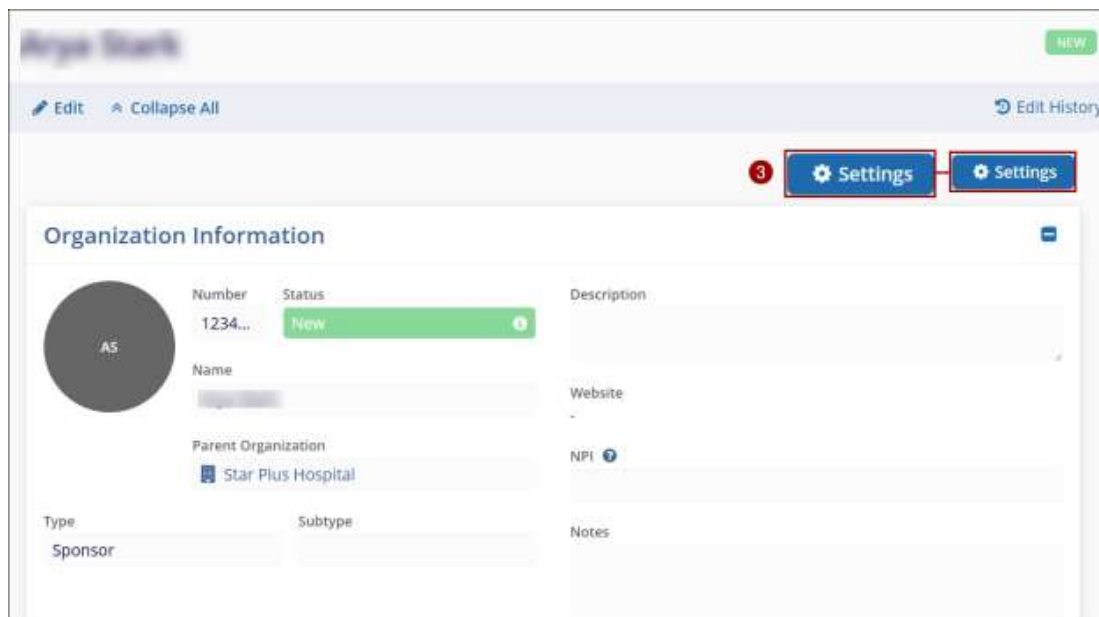 NEW
Edit Collapse All Edit History
3 Settings Settings
Organization Information
AS
Number Status Description
1234... New
Name
Website
-
Parent Organization
NPI
Star Plus Hospital
Type Subtype Notes
Sponsor